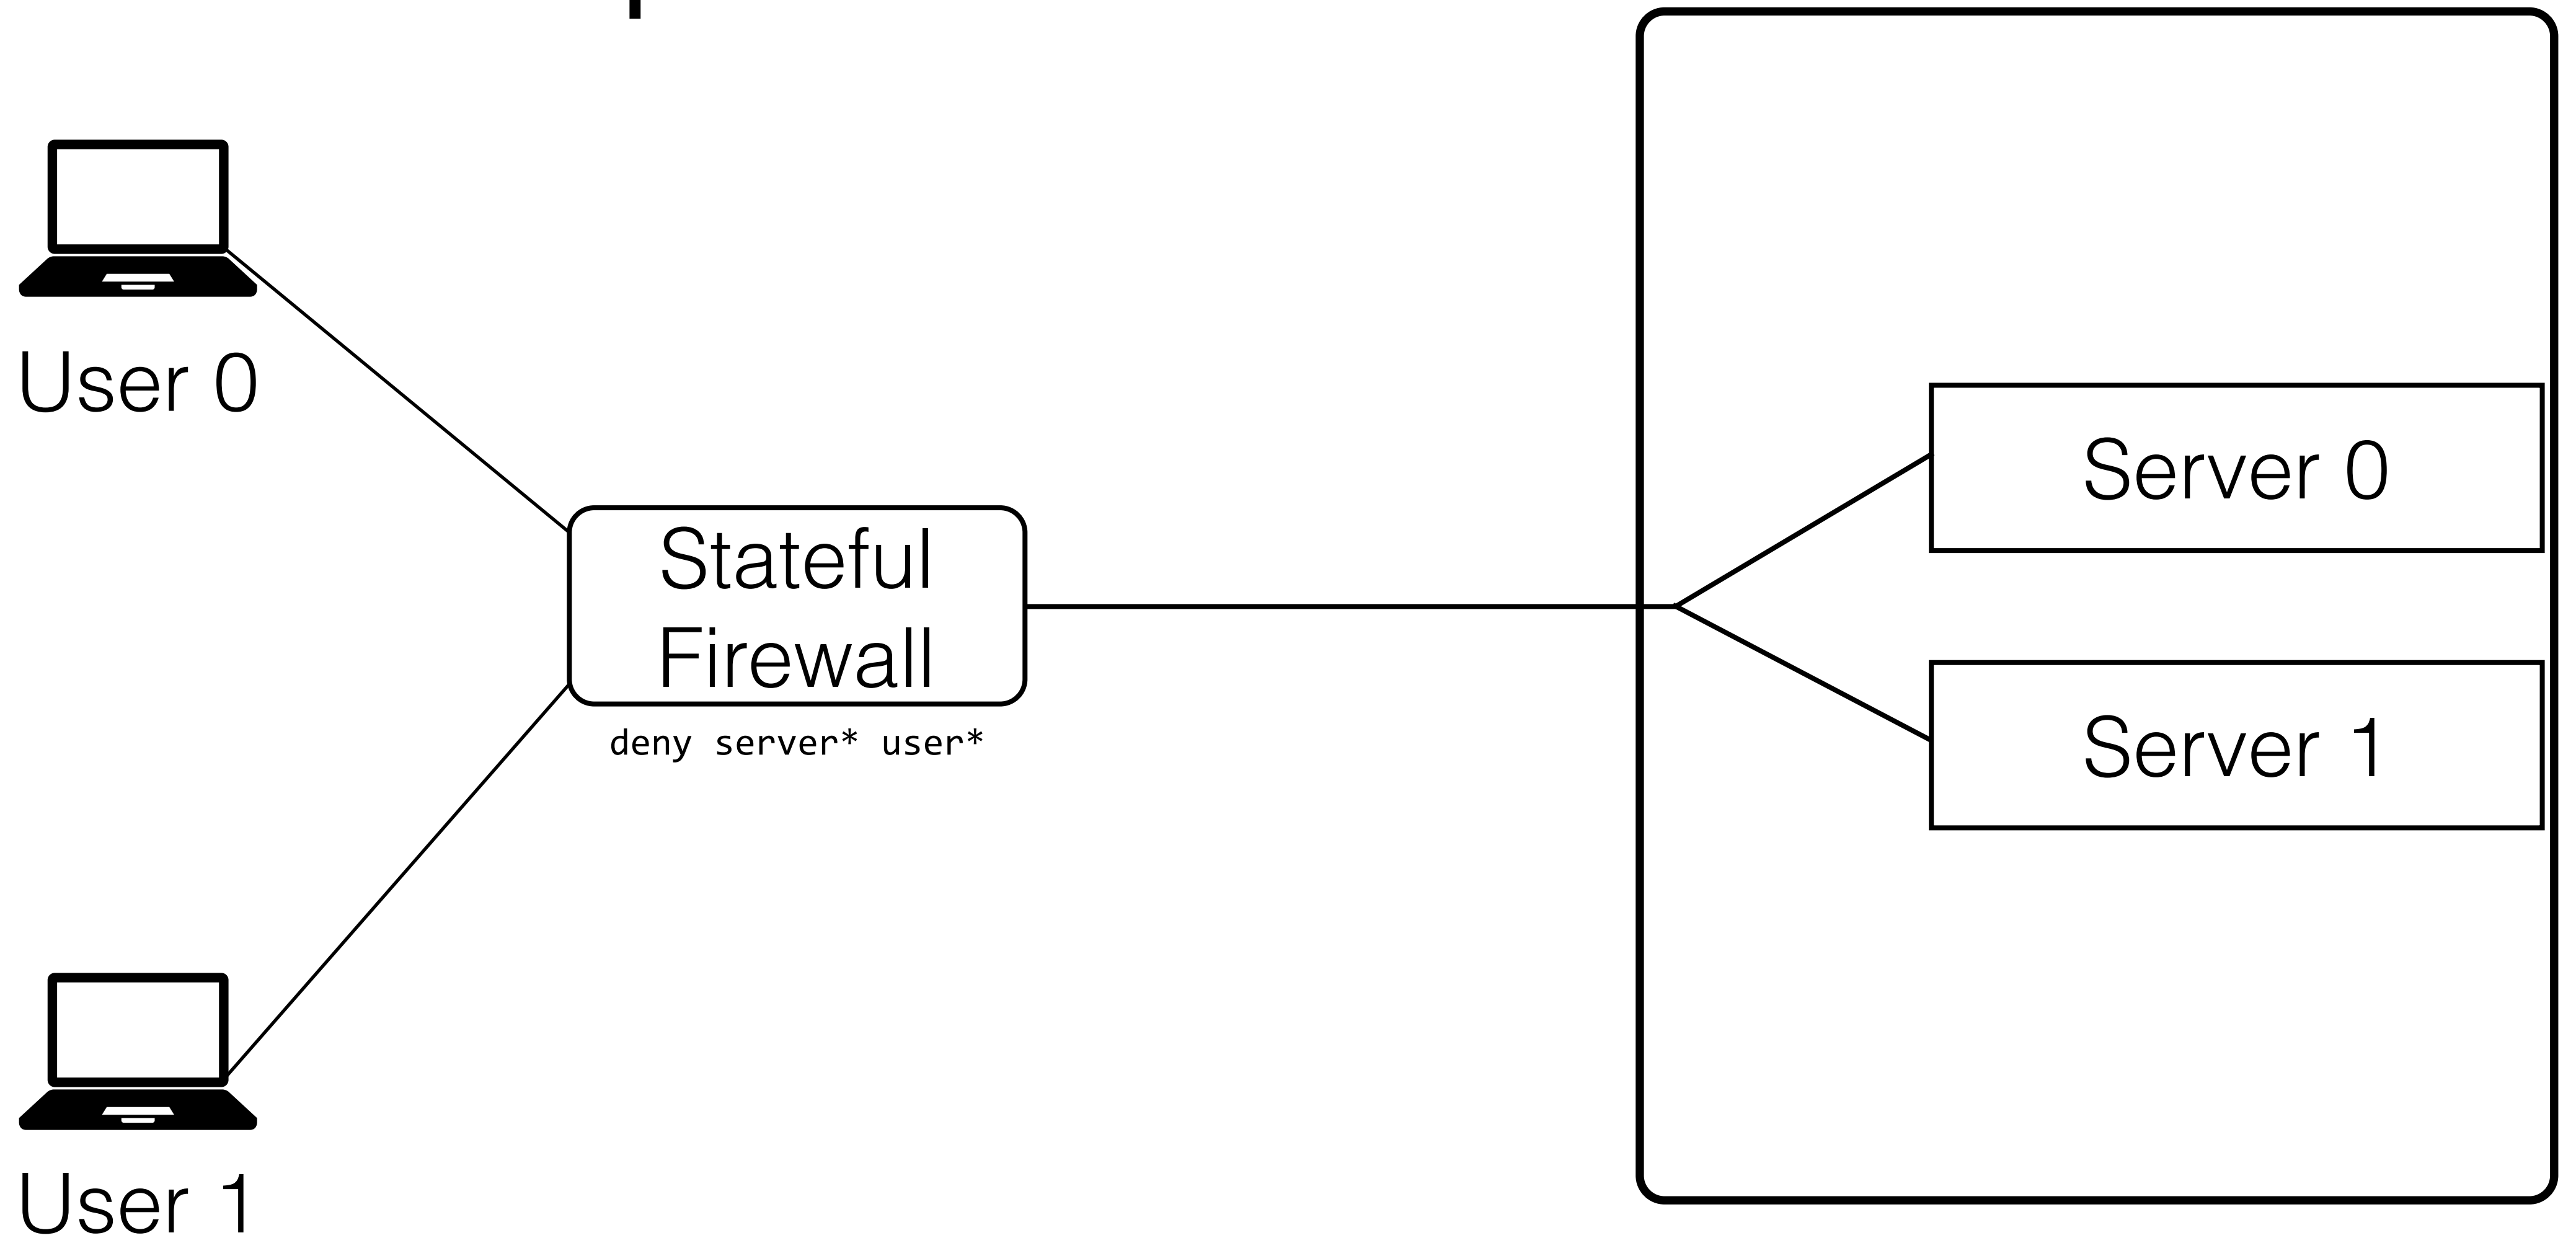 User 0
Server 0
Stateful
Firewall
deny server* user*
Server 1
User 1